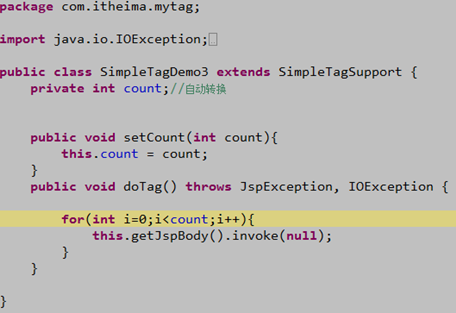 package com.itheima.mytag;
import java.io.IOException;
public class SimpleTagDemo3 extends SimpleTagSupport {
private int count;//自动转换
public void setCount(int count){
this.count = count;
}
public void doTag() throws JspException, IOException {
for(int i=0;i<count;i++){
this.getJspBody().invoke(null);
}
}
}